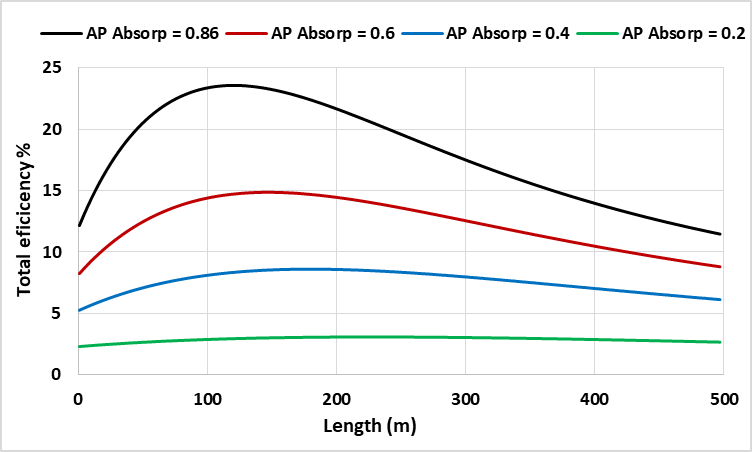 AP Absorp = 0.86 AP Absorp = 0.6 AP Absorp = 0.4 AP Absorp = 0.2
25
20
15
10
5
0
Total eficicency %
0 100 200 300 400 500
Length (m)